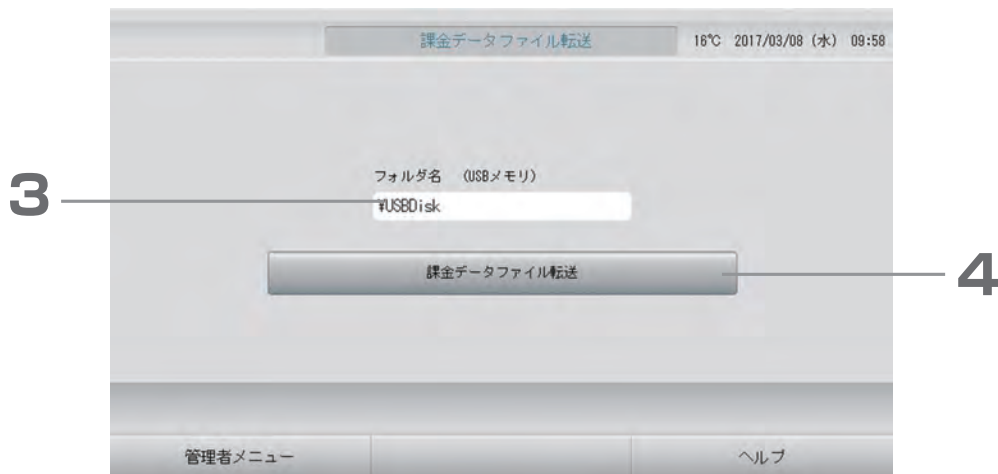 課金データファイル転送 16℃ 2017/03/08 (水) 09:58
フォルダ名 (USBメモリ)
3
¥USBDisk
課金データファイル転送
4
管理者メニュー ヘルプ